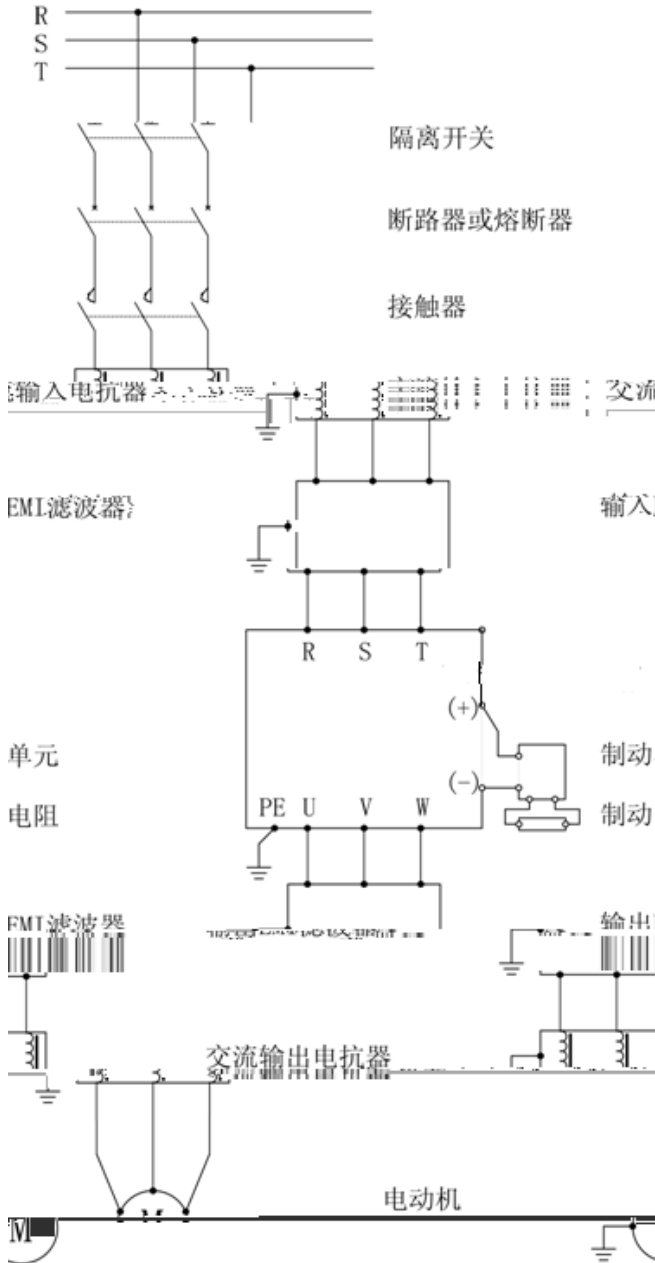 R
S
T
隔离开关
断路器或熔断器
接触器
输入电抗器
交流
EMI滤波器
输入
R S T
(+)
单元
制动
(-)
PE U V W
电阻
制动
EMI滤波器
输出
交流输出电抗器
电动机
M